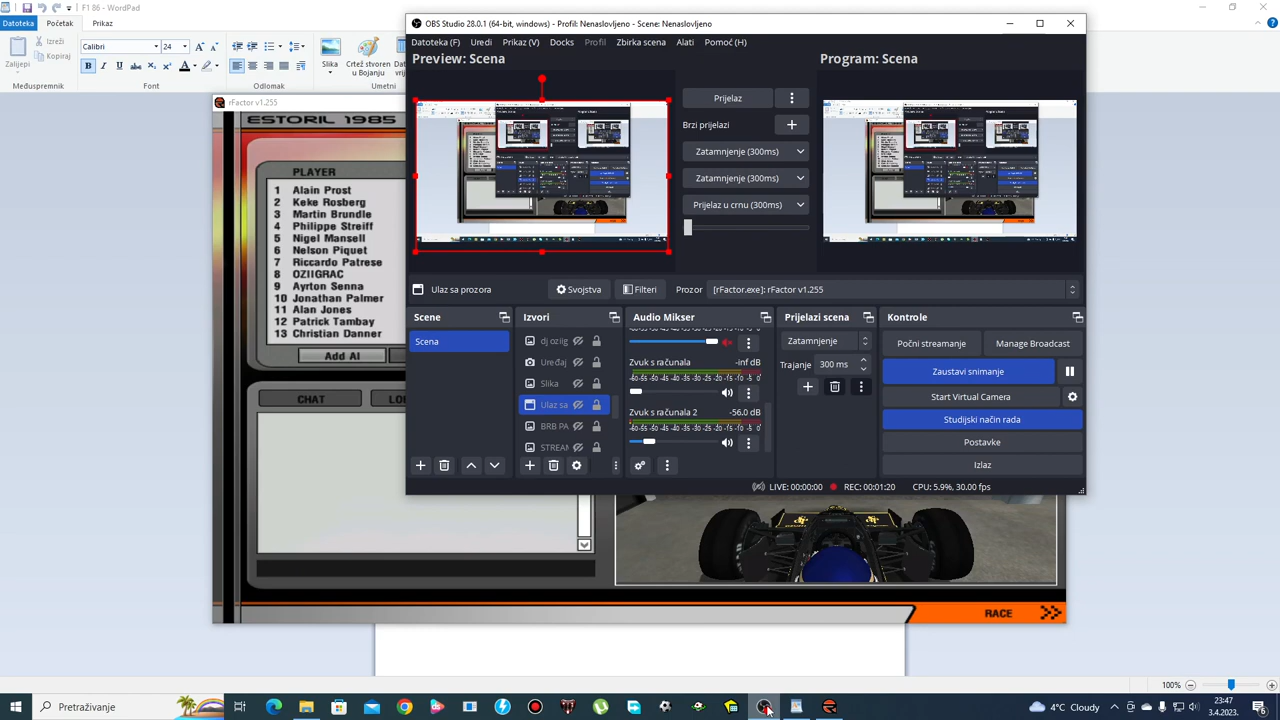 F1 86 - WordPad
Datoteka
Početak
Prikaz
Zalijepi
Izreži
Kopiraj
Međuspremnik
Calibri
24
Font
Odlomak
Slika
Crtež stvoren
u Bojanju
Umetni
rFactor v1.255
ESTORIL 1985
PLAYER
1 Alain Prost
2 Keke Rosberg
3 Martin Brundle
4 Philippe Streiff
5 Nigel Mansell
6 Nelson Piquet
7 Riccardo Patrese
8 OZIIGRAC
9 Ayrton Senna
10 Jonathan Palmer
11 Alan Jones
12 Patrick Tambay
13 Christian Danner
Add AI
CHAT
RACE
OBS Studio 28.0.1 (64-bit, windows) - Profil: Nenaslovljeno - Scene: Nenaslovljeno
Datoteka (F)
Uredi
Prikaz (V)
Docks
Profil
Zbirka scena
Alati
Pomoć (H)
Preview: Scena
Program: Scena
Prijelaz
Brzi prijelazi
Zatamnjenje (300ms)
Zatamnjenje (300ms)
Prijelaz u crnu (300ms)
Ulaz sa prozora
Svojstva
Filteri
Prozor
[rFactor.exe]: rFactor v1.255
Scene
Scena
Izvori
dj oziig
Uređaj
Slika
Ulaz sa
BRB PA
STREAM
Audio Mikser
Zvuk s računala -inf dB
Zvuk s računala 2 -56.0 dB
Prijelazi scena
Zatamnjenje
Trajanje 300 ms
Kontrole
Počni streamanje
Manage Broadcast
Zaustavi snimanje
Start Virtual Camera
Studijski način rada
Postavke
Izlaz
LIVE: 00:00:00
REC: 00:01:20
CPU: 5.9%, 30.00 fps
100%
Pretraživanje
4°C Cloudy
23:47
3.4.2023.